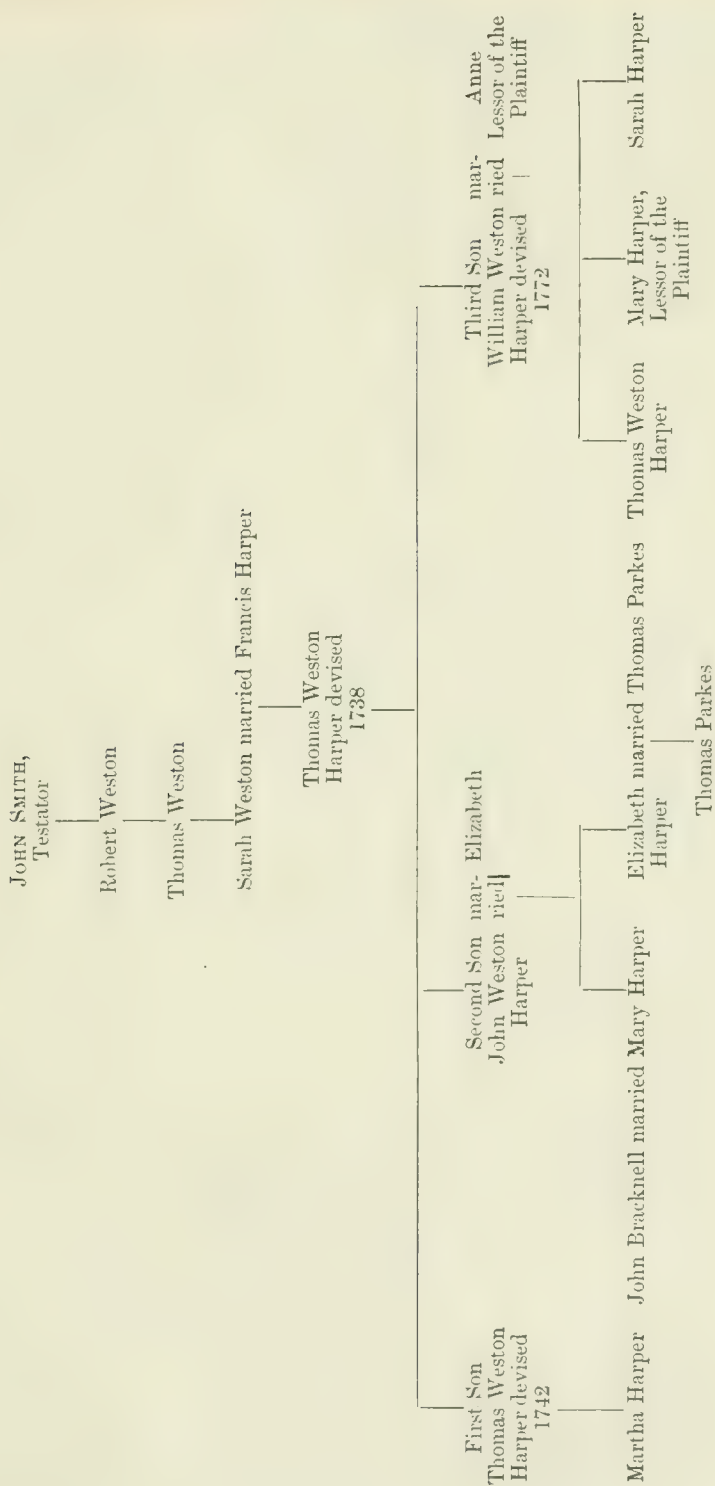 JOHN SMITH,
Testator
Robert Weston
Thomas Weston
Sarah Weston married Francis Harper
Thomas Weston
Harper devised
1738
First Son
Thomas Weston
Harper devised
1742
Second Son mar- Elizabeth
John Weston ried
Harper
Third Son mar- Anne
William Weston ried Lessor of the
Harper devised Plaintiff
1772
Martha Harper
John Bracknell married Mary Harper
Elizabeth married Thomas Parkes
Harper
Thomas Weston
Harper
Mary Harper,
Lessor of the
Plaintiff
Sarah Harper
Thomas Parkes